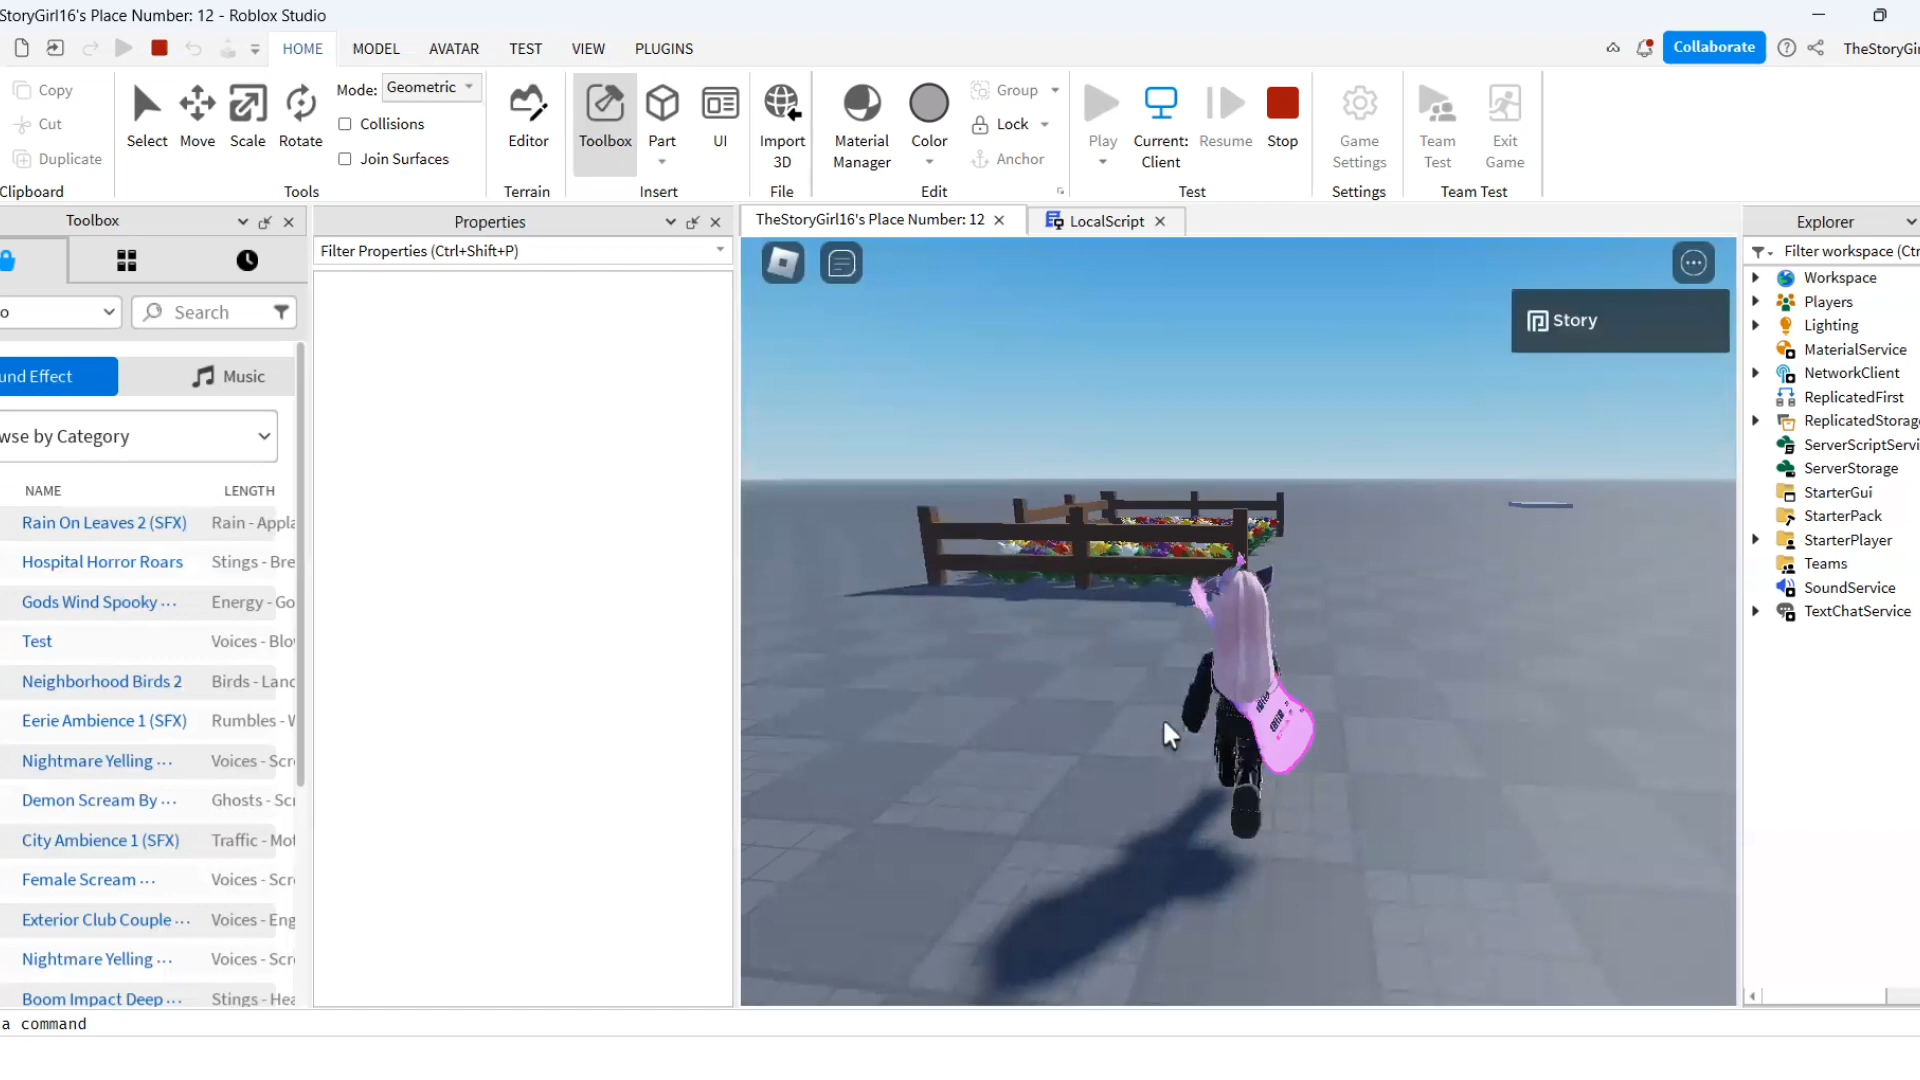 StoryGirl16's Place Number: 12 - Roblox Studio
HOME MODEL AVATAR TEST VIEW PLUGINS
Collaborate
TheStoryGir
Copy
Cut
Duplicate
Clipboard
Select
Move
Scale
Rotate
Mode: Geometric
Collisions
Join Surfaces
Tools
Editor
Terrain
Toolbox
Part
UI
Insert
Import
3D
File
Material
Manager
Color
Group
Lock
Anchor
Edit
Play
Current:
Client
Resume
Stop
Test
Game
Settings
Settings
Team
Test
Exit
Game
Team Test
Toolbox
o
Search
und Effect
Music
wse by Category
NAME LENGTH
Rain On Leaves 2 (SFX) Rain - Appla
Hospital Horror Roars Stings - Bre
Gods Wind Spooky ... Energy - Go
Test Voices - Blo
Neighborhood Birds 2 Birds - Land
Eerie Ambience 1 (SFX) Rumbles - W
Nightmare Yelling ... Voices - Scr
Demon Scream By ... Ghosts - Scr
City Ambience 1 (SFX) Traffic - Mot
Female Scream ... Voices - Scr
Exterior Club Couple ... Voices - Eng
Nightmare Yelling ... Voices - Scr
Boom Impact Deep ... Stings - Hea
a command
Properties
Filter Properties (Ctrl+Shift+P)
TheStoryGirl16's Place Number: 12
LocalScript
Story
Explorer
Filter workspace (Ctr
Workspace
Players
Lighting
MaterialService
NetworkClient
ReplicatedFirst
ReplicatedStorage
ServerScriptServi
ServerStorage
StarterGui
StarterPack
StarterPlayer
Teams
SoundService
TextChatService